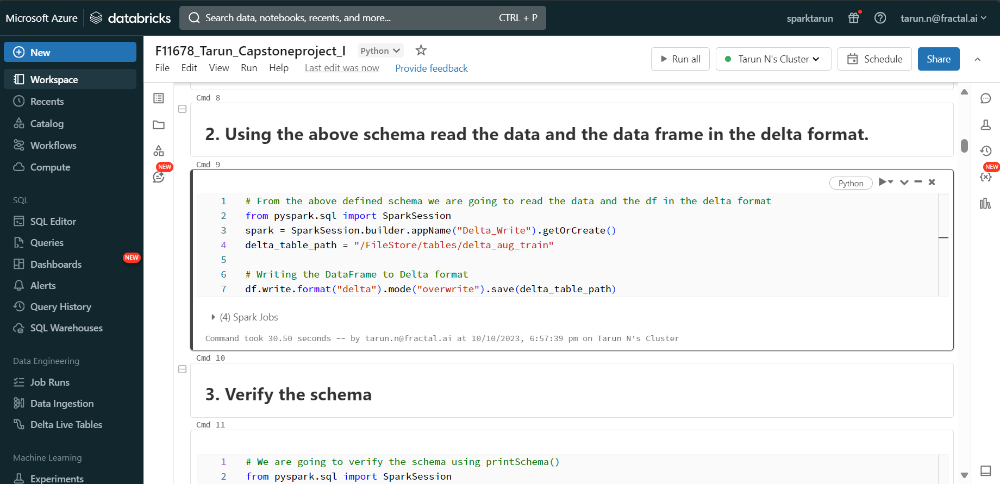 Microsoft Azure databricks Search data, notebooks, recents, and more... CTRL + P sparktarun tarun.n@fractal.ai
New
Workspace
Recents
Catalog
Workflows
Compute
SQL
SQL Editor
Queries
NEW
Dashboards
Alerts
Query History
SQL Warehouses
Data Engineering
Job Runs
Data Ingestion
Delta Live Tables
Machine Learning
Experiments
F11678_Tarun_Capstoneproject_I Python
File Edit View Run Help Last edit was now Provide feedback
Run all Tarun N's Cluster Schedule Share
NEW
Cmd 8
2. Using the above schema read the data and the data frame in the delta format.
Cmd 9
Python
1 # From the above defined schema we are going to read the data and the df in the delta format
2 from pyspark.sql import SparkSession
3 spark = SparkSession.builder.appName("Delta_Write").getOrCreate()
4 delta_table_path = "/FileStore/tables/delta_aug_train"
5
6 # Writing the DataFrame to Delta format
7 df.write.format("delta").mode("overwrite").save(delta_table_path)
(4) Spark Jobs
Command took 30.50 seconds -- by tarun.n@fractal.ai at 10/10/2023, 6:57:39 pm on Tarun N's Cluster
Cmd 10
3. Verify the schema
Cmd 11
1 # We are going to verify the schema using printSchema()
2 from pyspark.sql import SparkSession
NEW